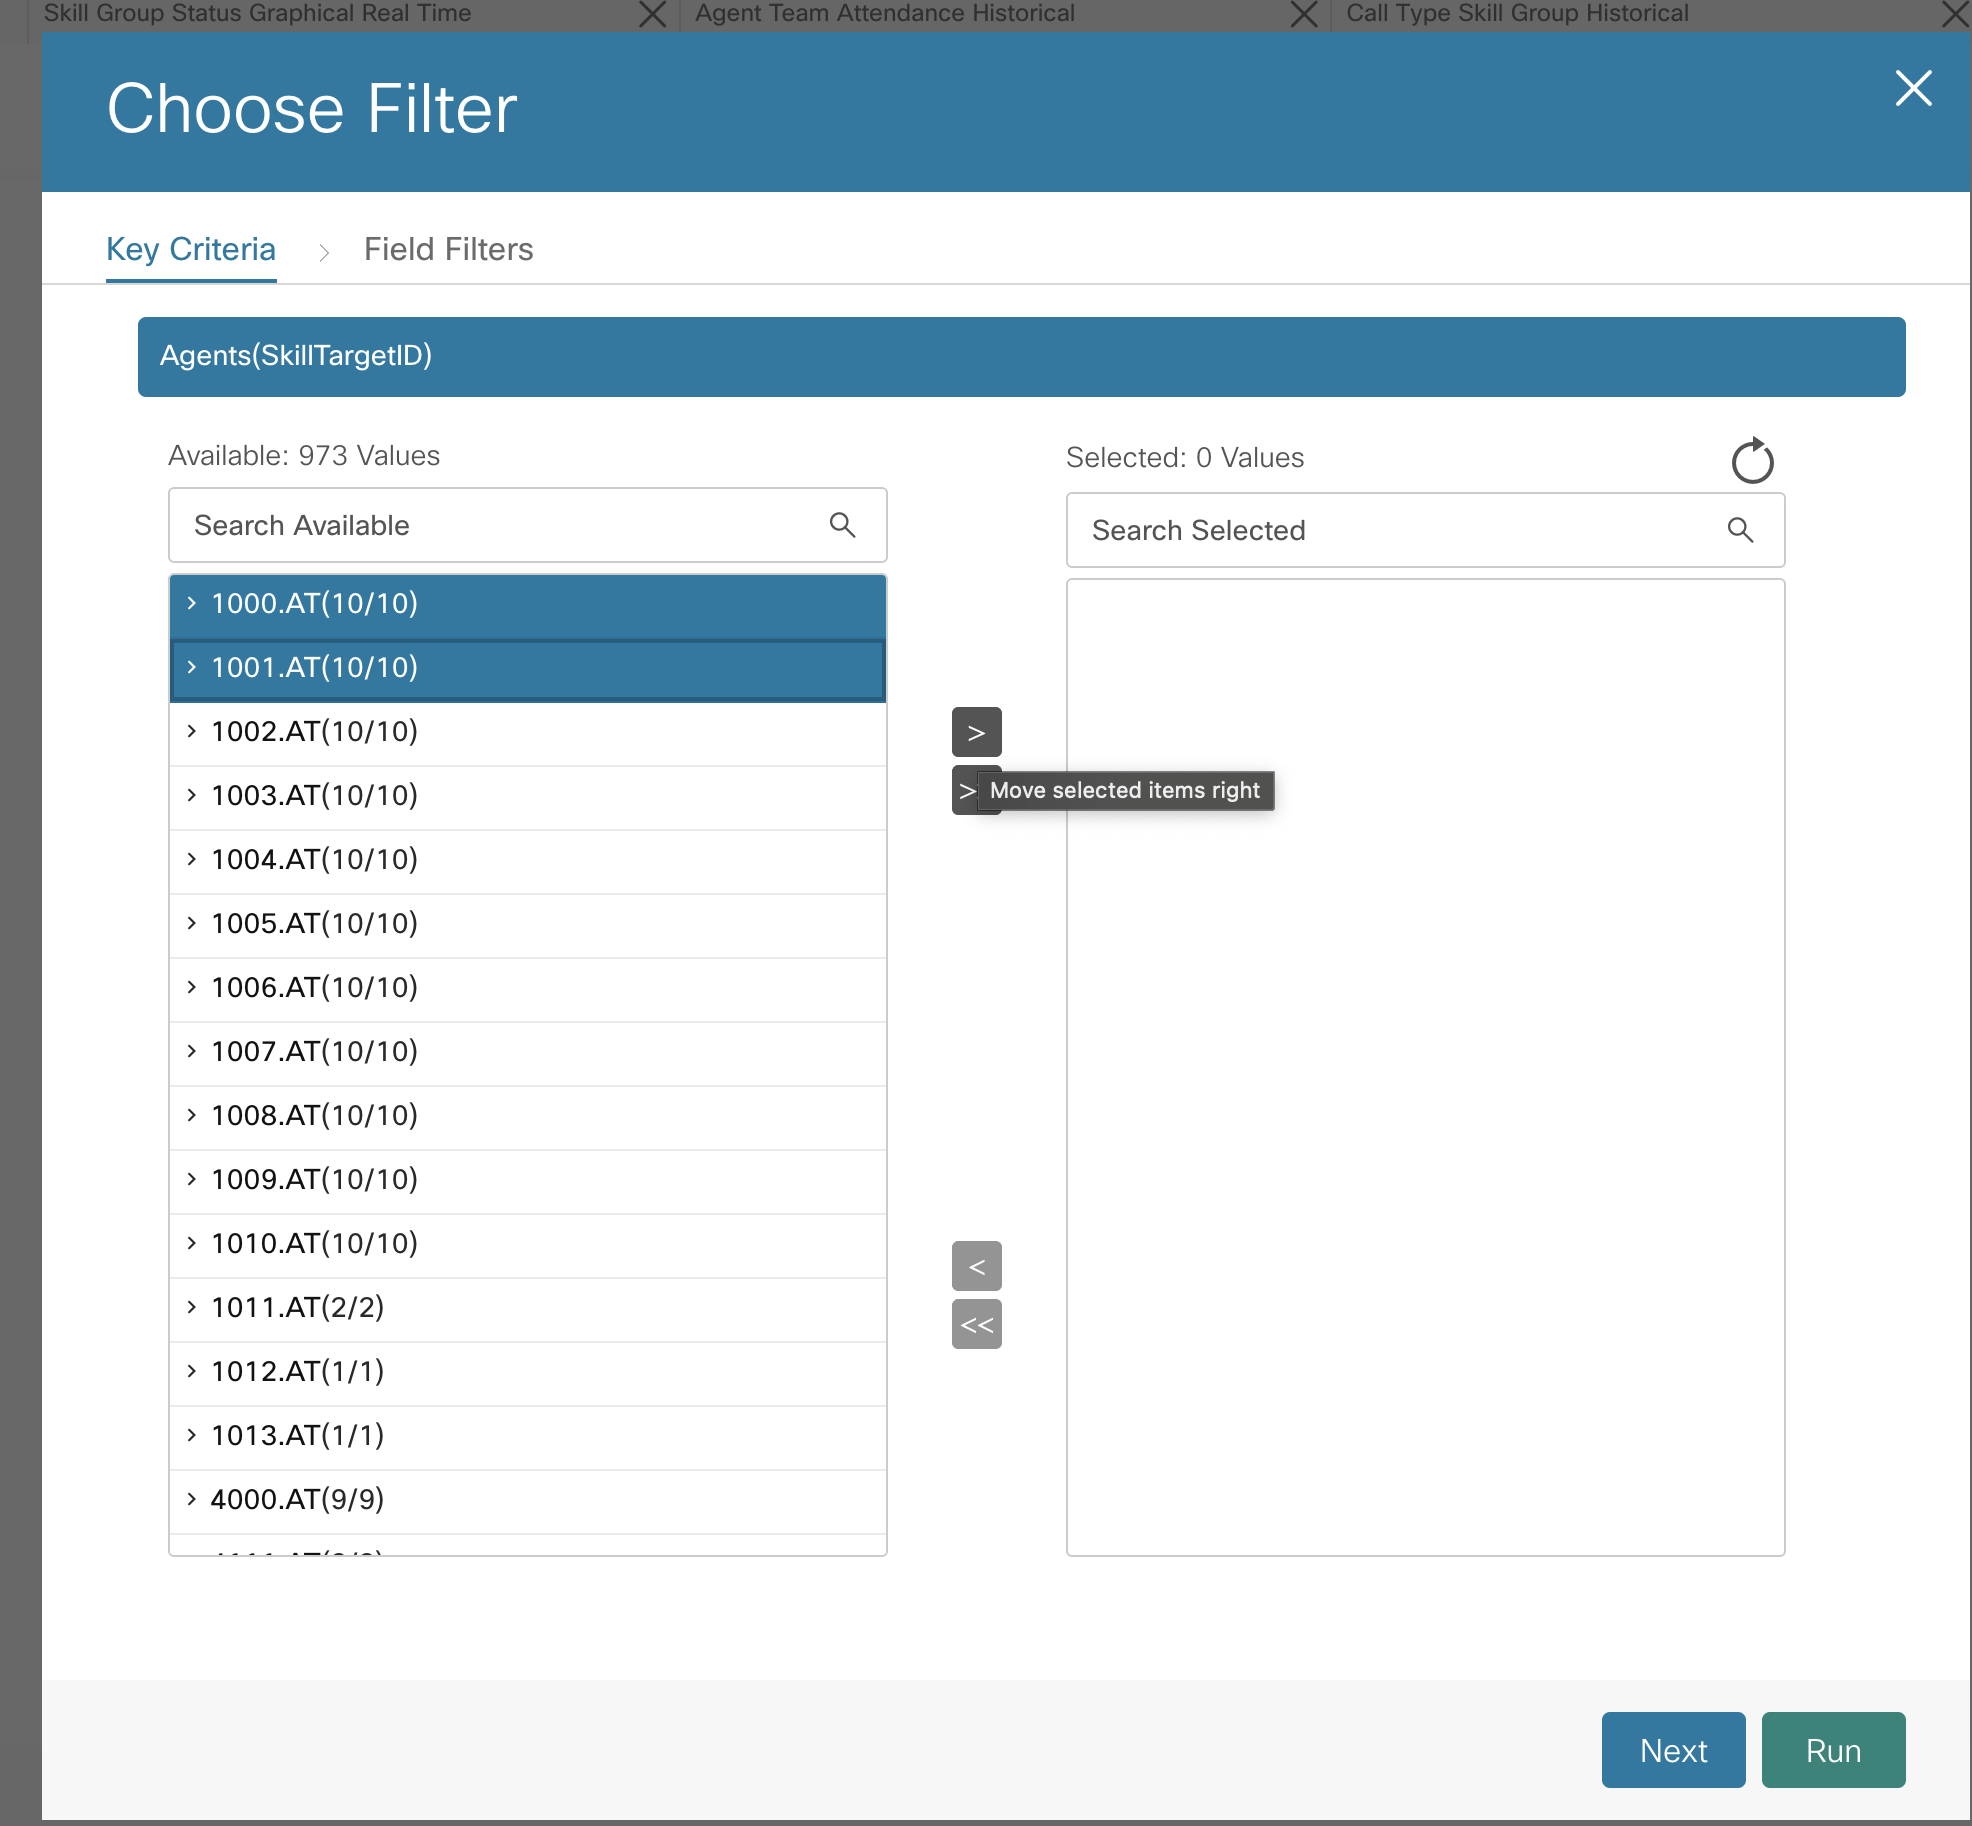 Skill Group Status Graphical Real Time
Agent Team Attendance Historical
Call Type Skill Group Historical
Choose Filter
Key Criteria > Field Filters
Agents(SkillTargetID)
Available: 973 Values
Search Available
> 1000.AT(10/10)
> 1001.AT(10/10)
> 1002.AT(10/10)
> 1003.AT(10/10)
> 1004.AT(10/10)
> 1005.AT(10/10)
> 1006.AT(10/10)
> 1007.AT(10/10)
> 1008.AT(10/10)
> 1009.AT(10/10)
> 1010.AT(10/10)
> 1011.AT(2/2)
> 1012.AT(1/1)
> 1013.AT(1/1)
> 4000.AT(9/9)
>
>
Move selected items right
<
<<
Selected: 0 Values
Search Selected
Next
Run